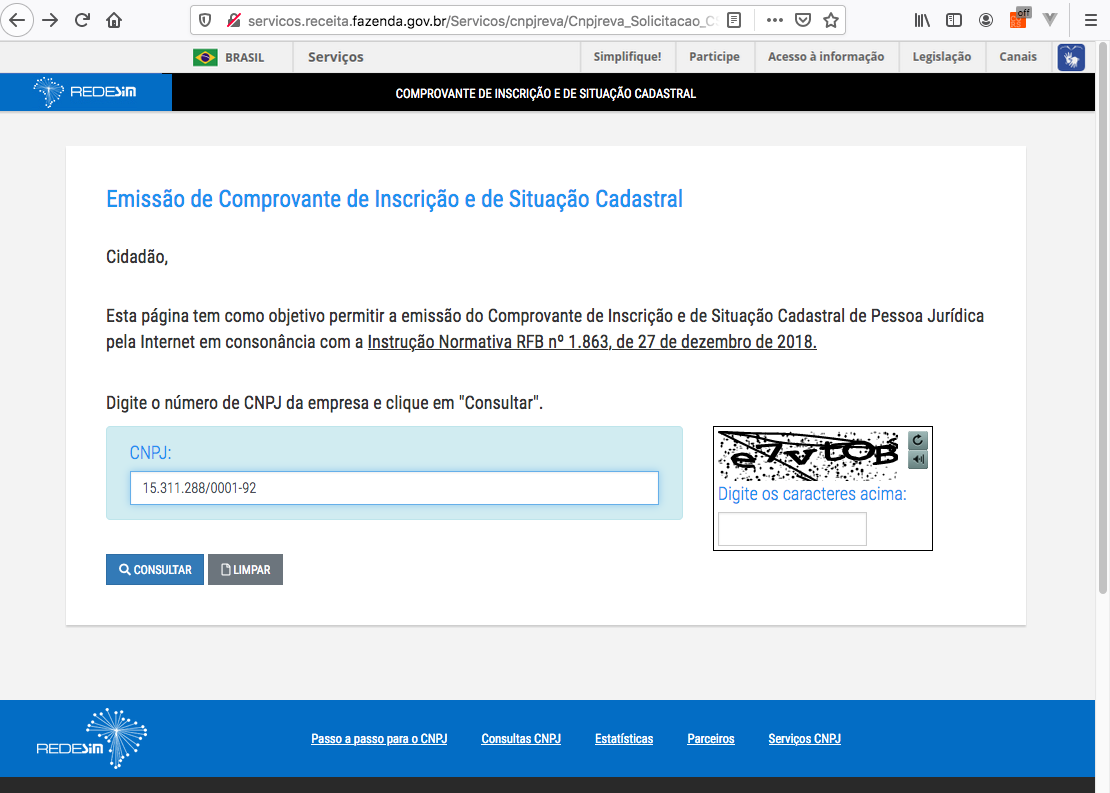 servicos.receita.fazenda.gov.br/Servicos/cnpjreva/Cnpjreva_Solicitacao_CS
off
BRASIL
Serviços
Simplifique!
Participe
Acesso à informação
Legislação
Canais
REDESIM
COMPROVANTE DE INSCRIÇÃO E DE SITUAÇÃO CADASTRAL
Emissão de Comprovante de Inscrição e de Situação Cadastral
Cidadão,
Esta página tem como objetivo permitir a emissão do Comprovante de Inscrição e de Situação Cadastral de Pessoa Jurídica
pela Internet em consonância com a Instrução Normativa RFB nº 1.863, de 27 de dezembro de 2018.
Digite o número de CNPJ da empresa e clique em "Consultar".
CNPJ:
15.311.288/0001-92
e7vtOB
Digite os caracteres acima:
CONSULTAR
LIMPAR
REDESIM
Passo a passo para o CNPJ
Consultas CNPJ
Estatísticas
Parceiros
Serviços CNPJ